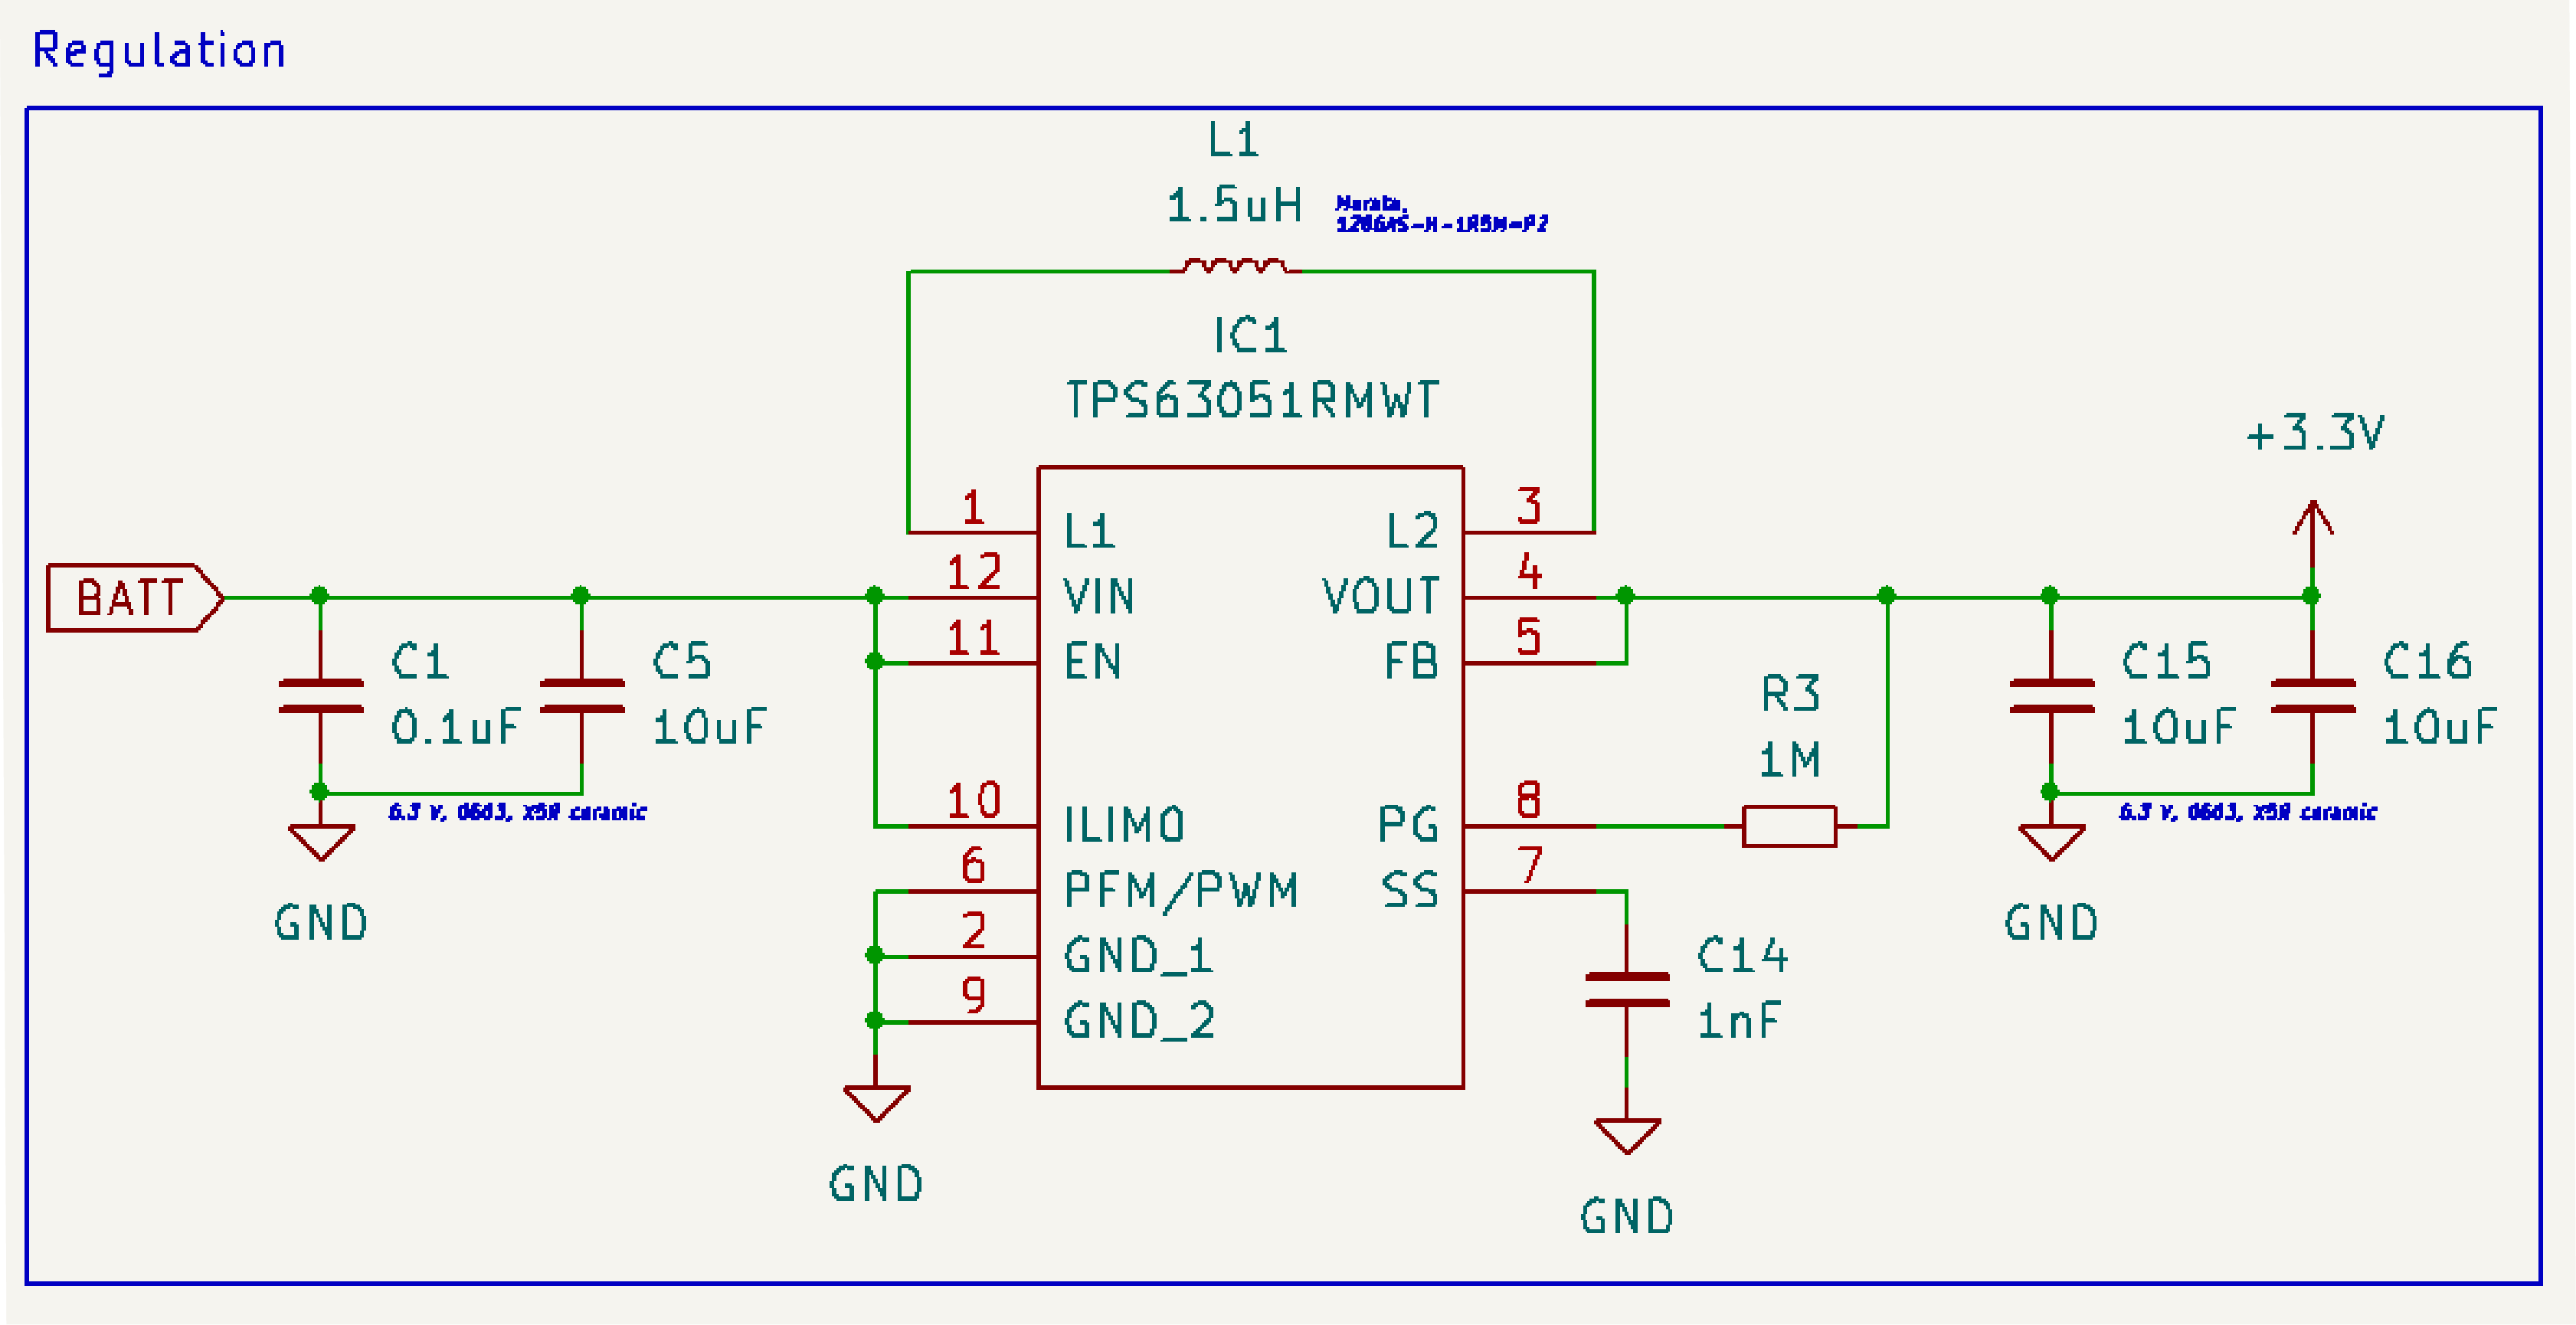 Regulation
L1
1.5uH
Murata,
1286AS-H-1R5M=P2
IC1
TPS63051RMWT
+3.3V
1
L1
L2
3
BATT
12
VIN
VOUT
4
11
EN
FB
5
C1
0.1uF
C5
10uF
6.3 V, 0603, X5R ceramic
GND
R3
1M
C15
10uF
C16
10uF
6.3 V, 0603, X5R ceramic
GND
10
ILIM0
PG
8
6
PFM/PWM
SS
7
2
GND_1
9
GND_2
C14
1nF
GND
GND